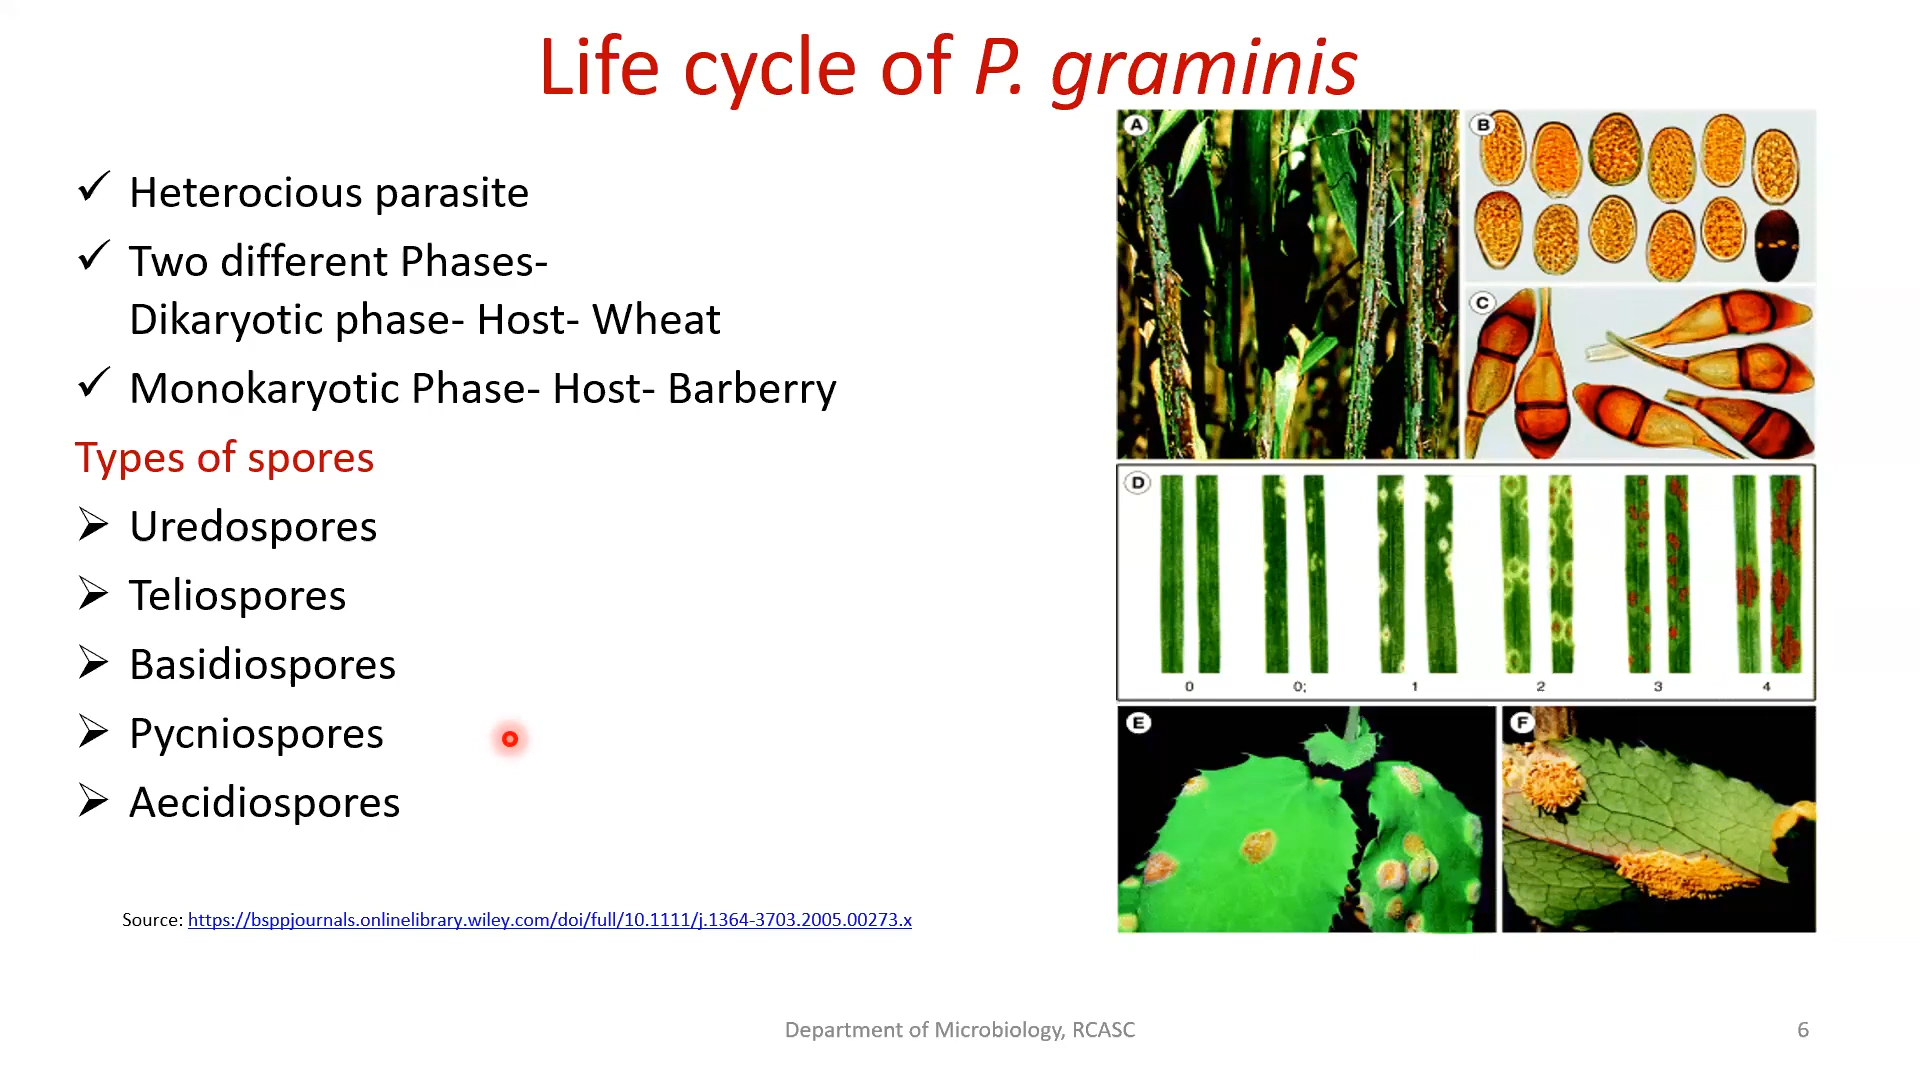 Life cycle of P. graminis
✓ Heterocious parasite
✓ Two different Phases-
Dikaryotic phase- Host- Wheat
✓ Monokaryotic Phase- Host- Barberry
Types of spores
➢ Uredospores
➢ Teliospores
➢ Basidiospores
➢ Pycniospores
➢ Aecidiospores
Source: https://bsppjournals.onlinelibrary.wiley.com/doi/full/10.1111/j.1364-3703.2005.00273.x
A
B
C
D
0 0; 1 2 3 4
E
F
Department of Microbiology, RCASC
6